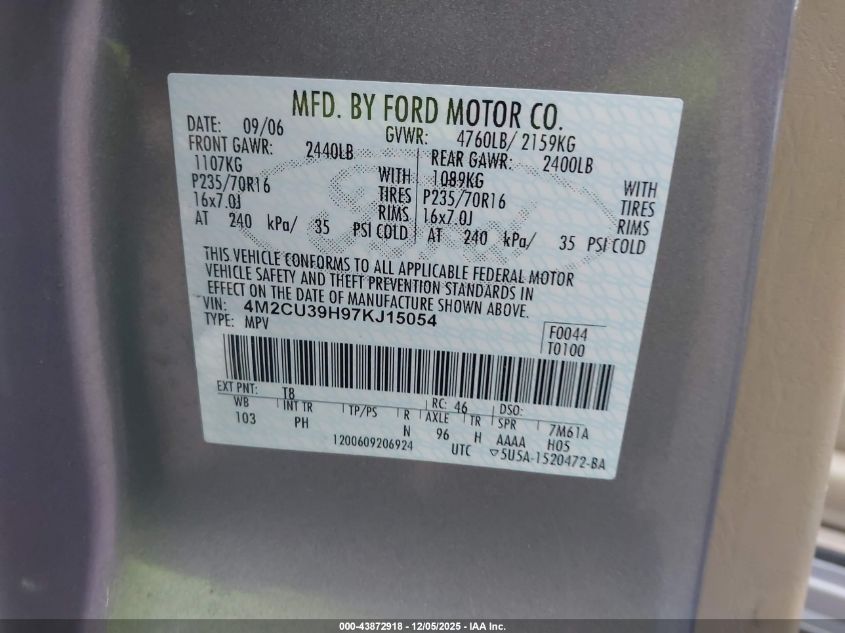 MFD. BY FORD MOTOR CO.
DATE: 09/06 GVWR: 4760LB/ 2159KG
FRONT GAWR: 2440LB REAR GAWR: 2400LB
1107KG WITH 1089KG WITH
P235/70R16 TIRES P235/70R16 TIRES
16x7.0J RIMS 16x7.0J RIMS
AT 240 kPa/ 35 PSI COLD AT 240 kPa/ 35 PSI COLD
THIS VEHICLE CONFORMS TO ALL APPLICABLE FEDERAL MOTOR
VEHICLE SAFETY AND THEFT PREVENTION STANDARDS IN
EFFECT ON THE DATE OF MANUFACTURE SHOWN ABOVE.
VIN: 4M2CU39H97KJ15054
TYPE: MPV
F0044
T0100
EXT PNT: T8 RC: 46 DSO:
WB INT TR TP/PS R AXLE TR SPR 7M61A
103 PH N 96 H AAAA H05
1200609206924 UTC ▽5U5A-1520472-BA
000-43872918 - 12/05/2025 - IAA Inc.